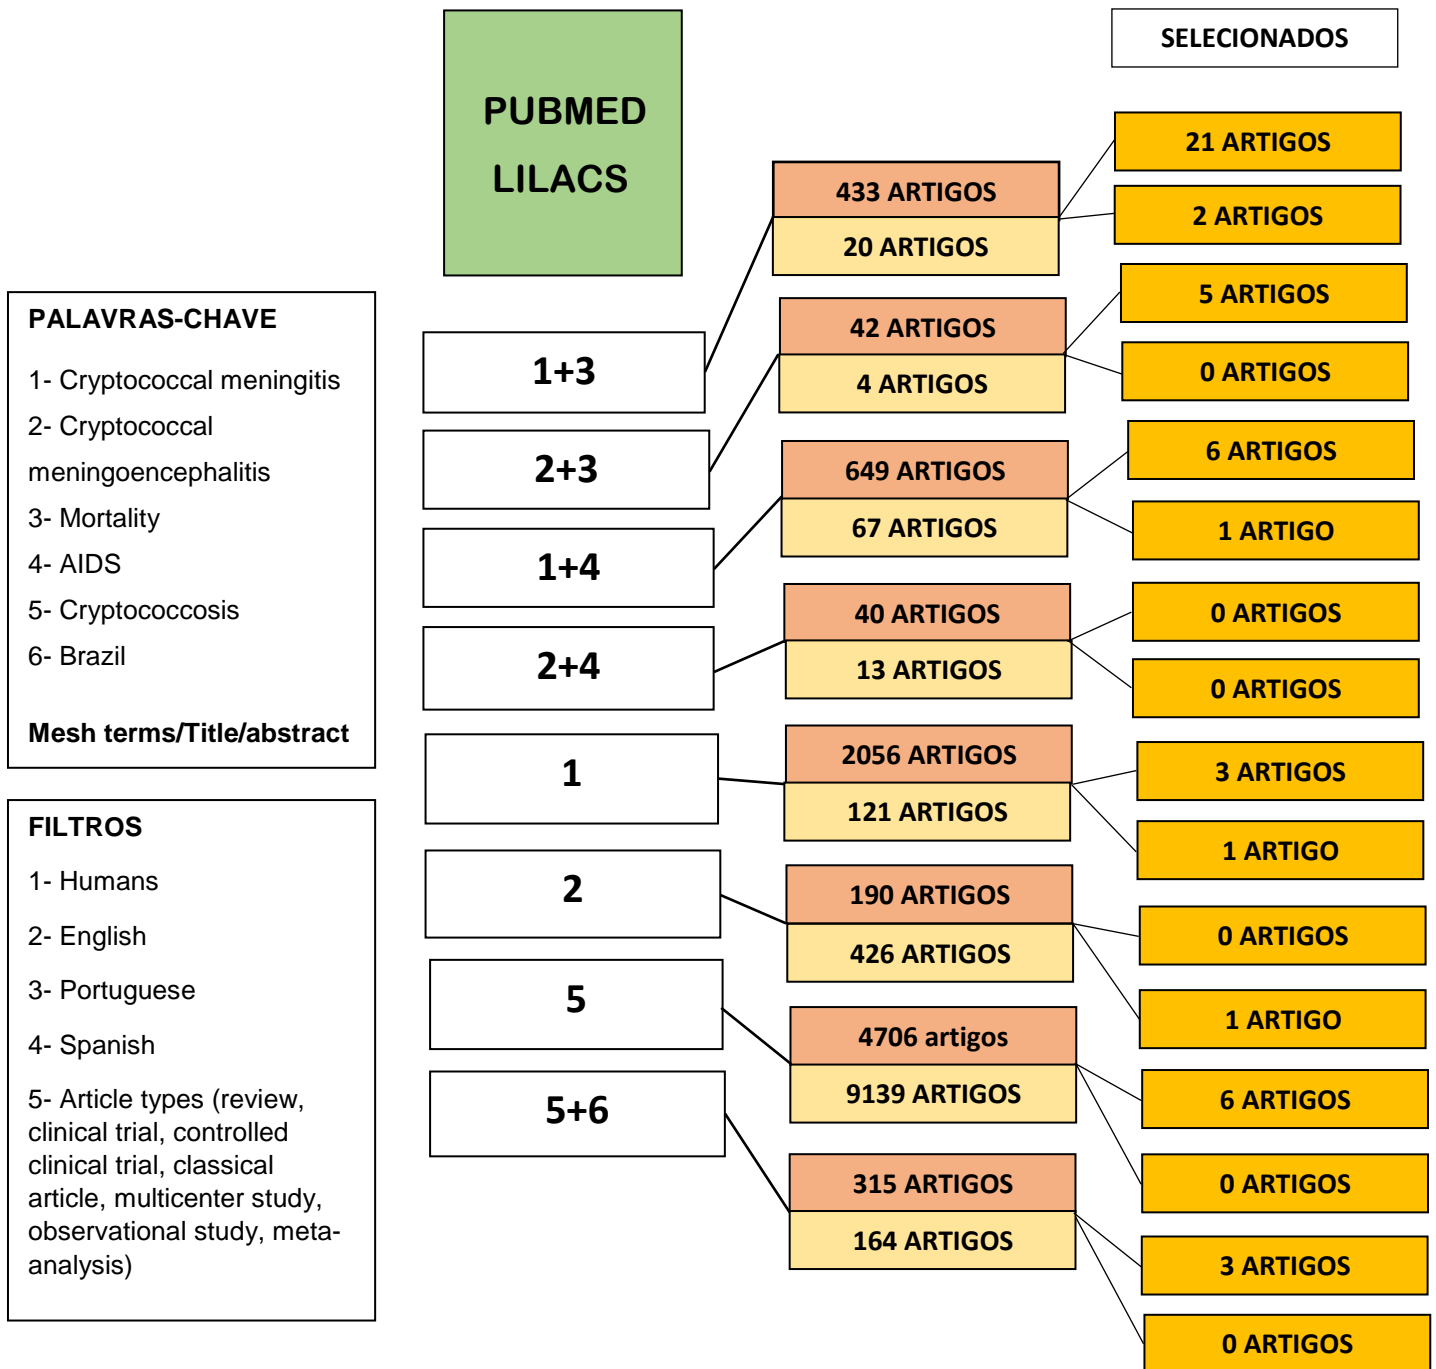 SELECIONADOS
PUBMED
LILACS
PALAVRAS-CHAVE
1- Cryptococcal meningitis
2- Cryptococcal
meningoencephalitis
3- Mortality
4- AIDS
5- Cryptococcosis
6- Brazil
Mesh terms/Title/abstract
FILTROS
1- Humans
2- English
3- Portuguese
4- Spanish
5- Article types (review,
clinical trial, controlled
clinical trial, classical
article, multicenter study,
observational study, meta-
analysis)
1+3
433 ARTIGOS
20 ARTIGOS
21 ARTIGOS
2 ARTIGOS
2+3
42 ARTIGOS
4 ARTIGOS
5 ARTIGOS
0 ARTIGOS
1+4
649 ARTIGOS
67 ARTIGOS
6 ARTIGOS
1 ARTIGO
2+4
40 ARTIGOS
13 ARTIGOS
0 ARTIGOS
0 ARTIGOS
1
2056 ARTIGOS
121 ARTIGOS
3 ARTIGOS
1 ARTIGO
2
190 ARTIGOS
426 ARTIGOS
0 ARTIGOS
1 ARTIGO
5
4706 artigos
9139 ARTIGOS
6 ARTIGOS
0 ARTIGOS
5+6
315 ARTIGOS
164 ARTIGOS
3 ARTIGOS
0 ARTIGOS